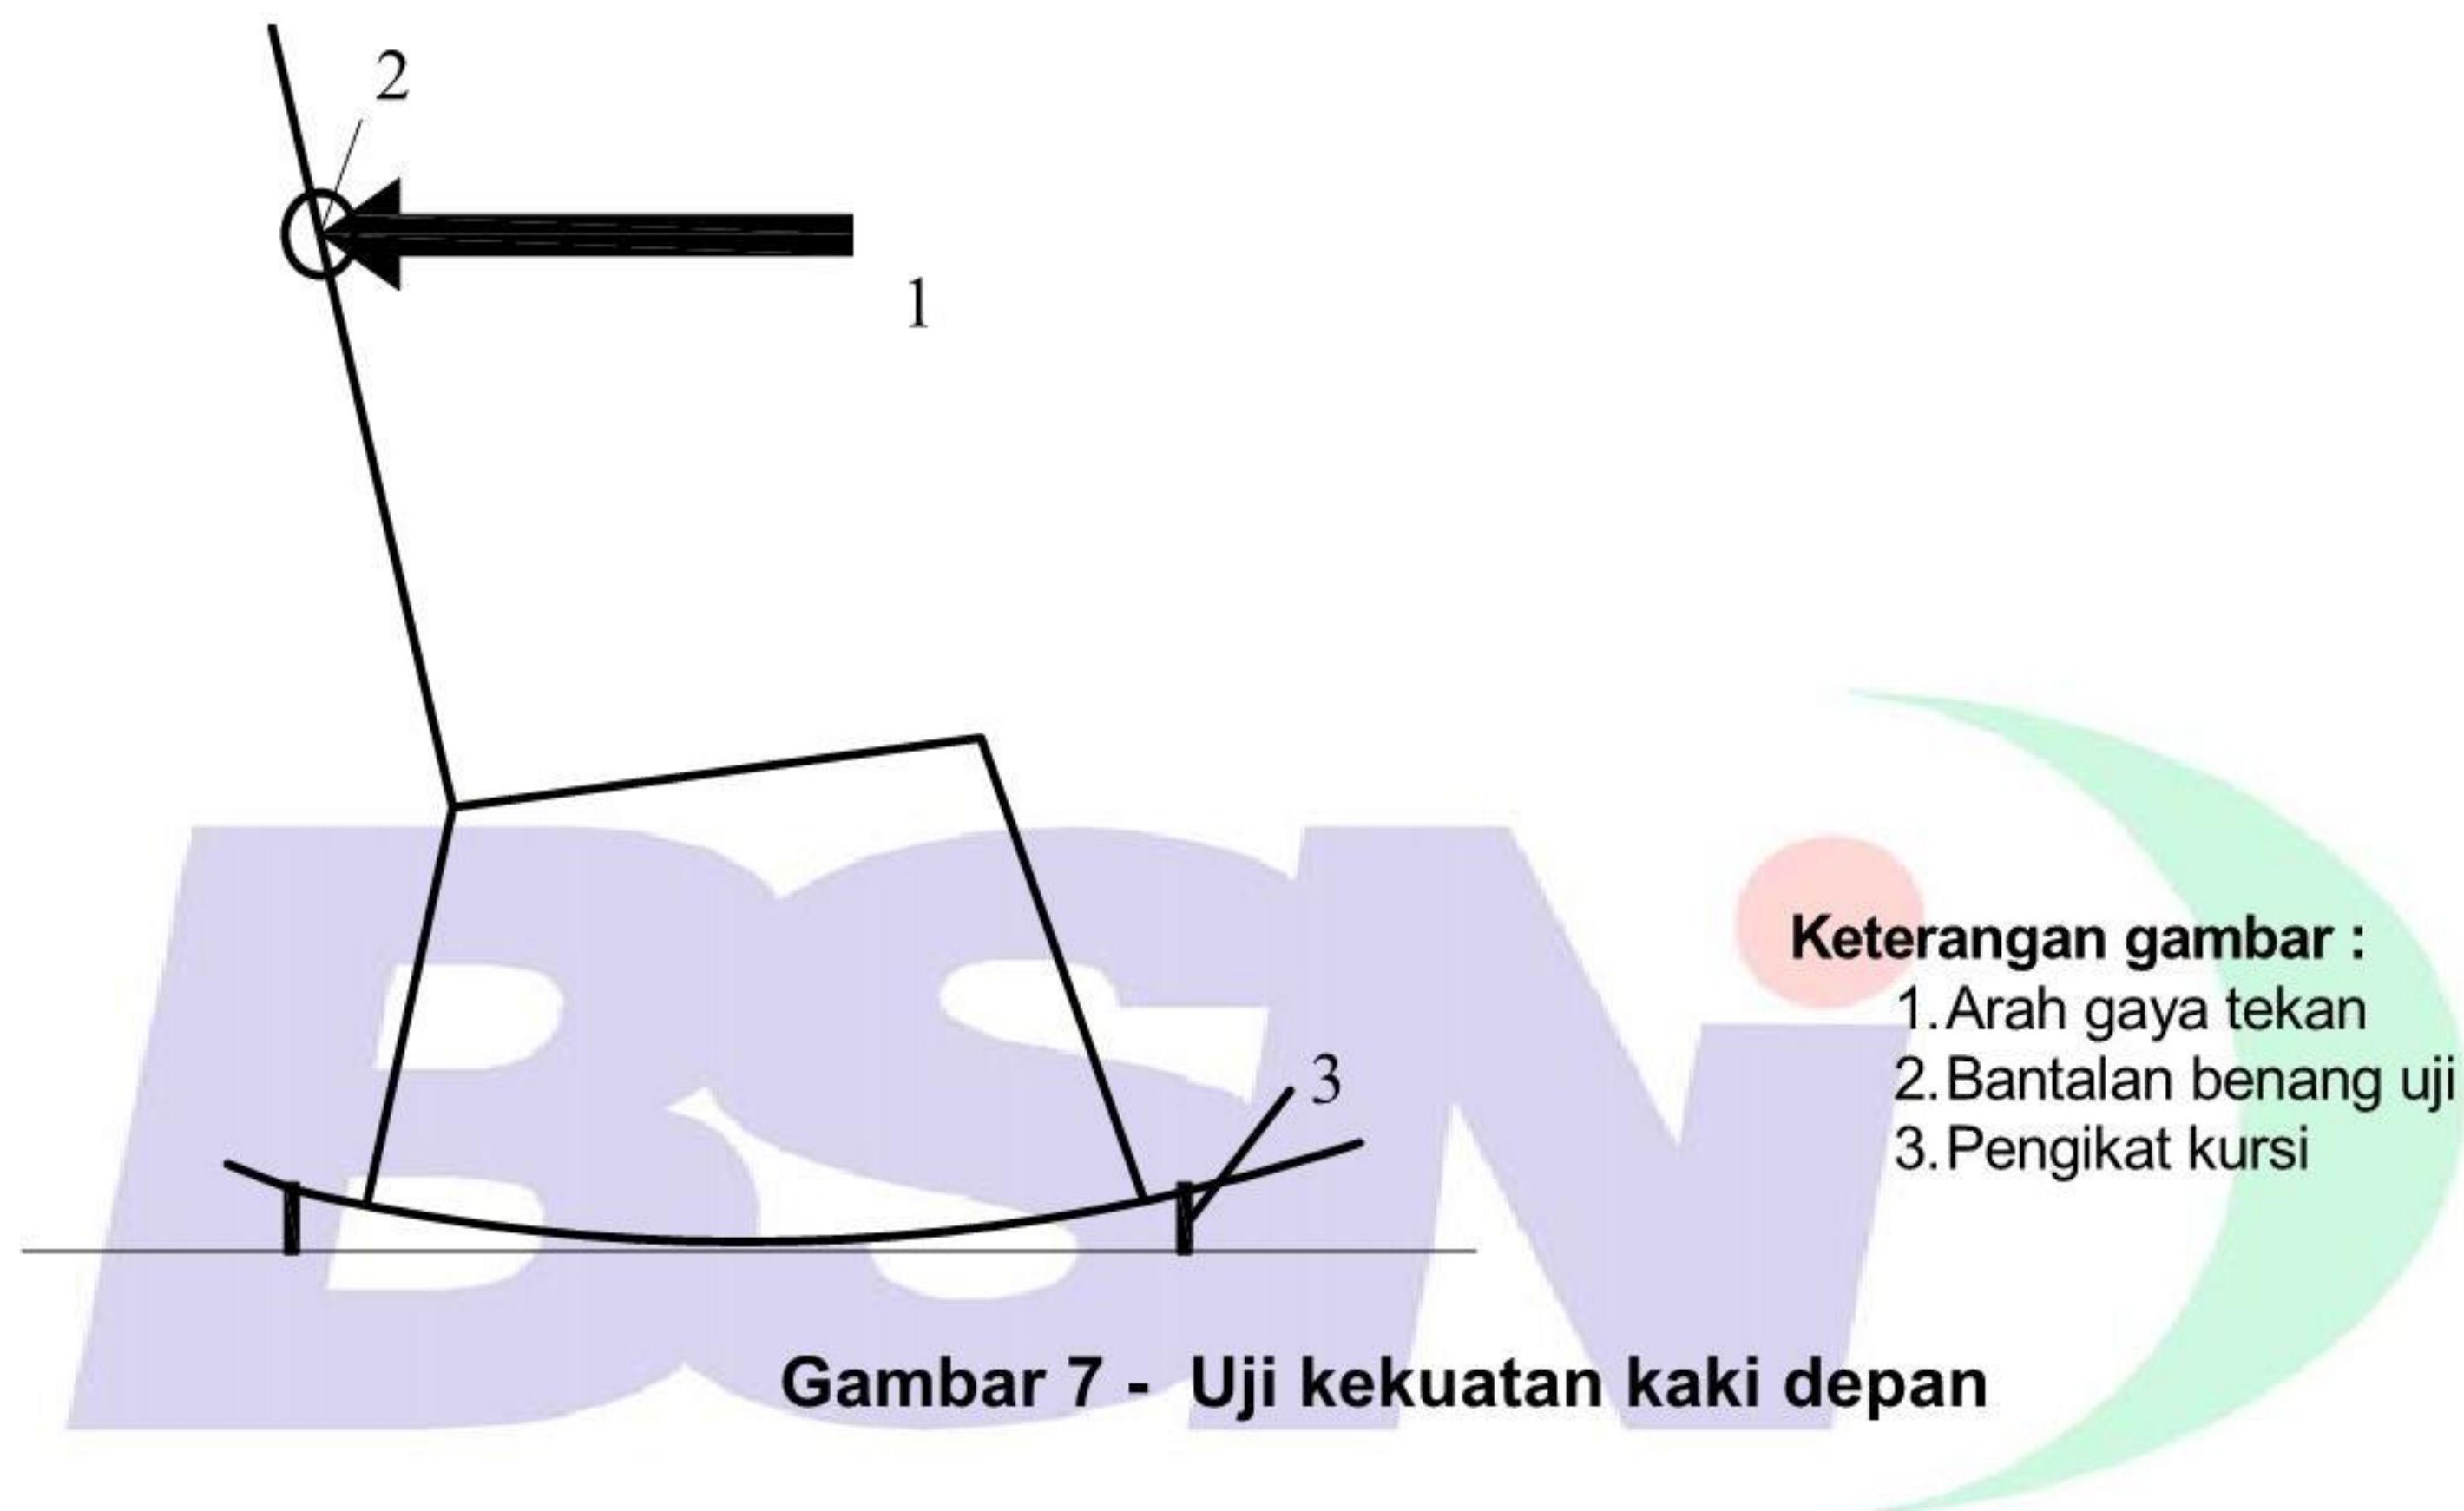 2
1
BSNi
Keterangan gambar :
1.Arah gaya tekan
2.Bantalan benang uji
3.Pengikat kursi
3
Gambar 7 - Uji kekuatan kaki depan